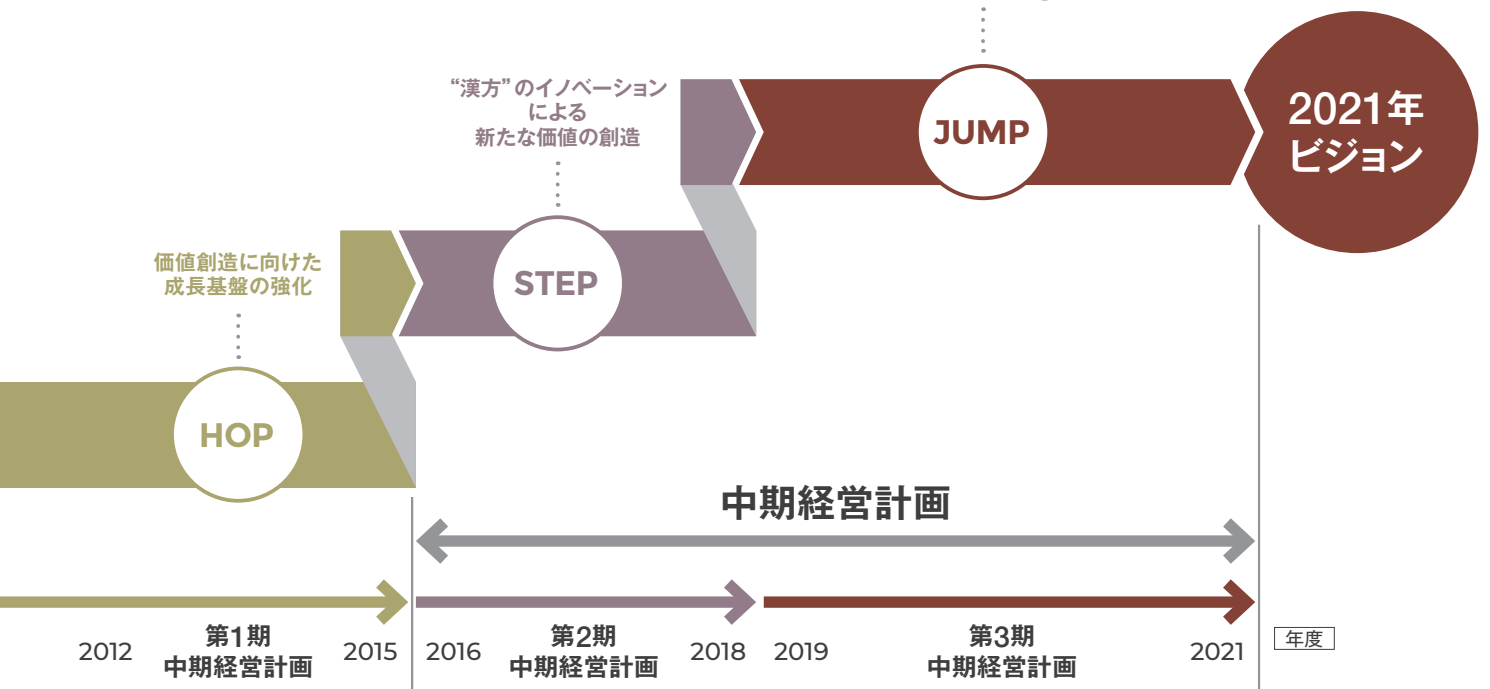 “漢方”のイノベーション
による
新たな価値の創造
JUMP
2021年
ビジョン
価値創造に向けた
成長基盤の強化
STEP
HOP
中期経営計画
2012
第1期
中期経営計画
2015
2016
第2期
中期経営計画
2018
2019
第3期
中期経営計画
2021
年度